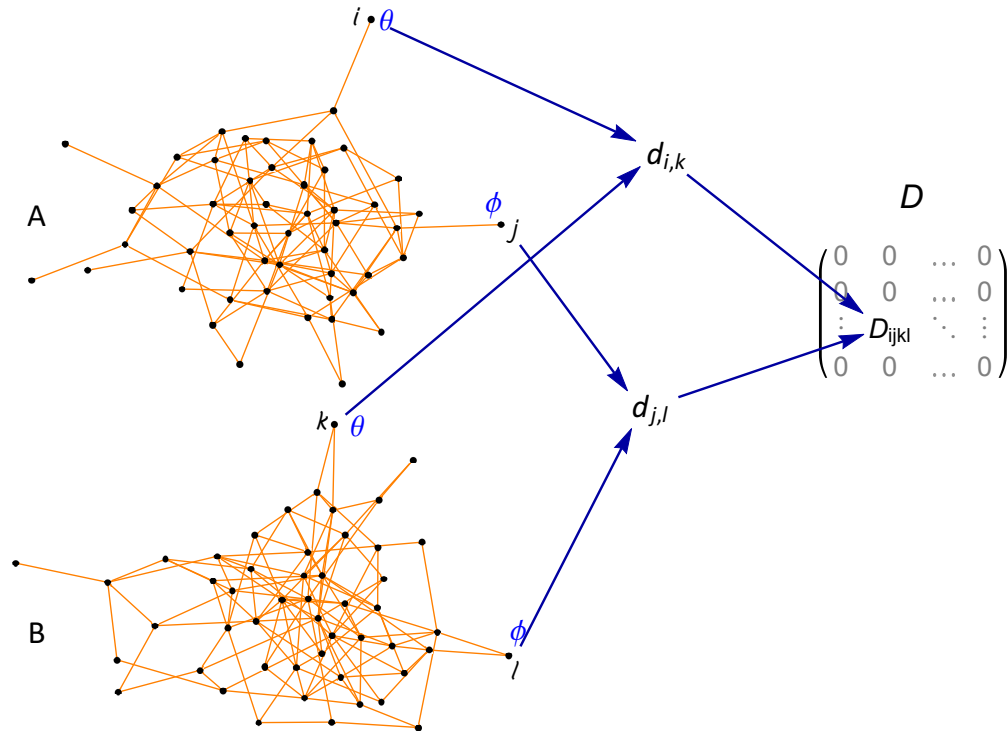 i θ
d_{i,k}
A
ϕ
j
D
0 0 … 0
0 0 … 0
⋮ D_{ijkl} ⋱ ⋮
0 0 … 0
d_{j,l}
k θ
B
ϕ
l